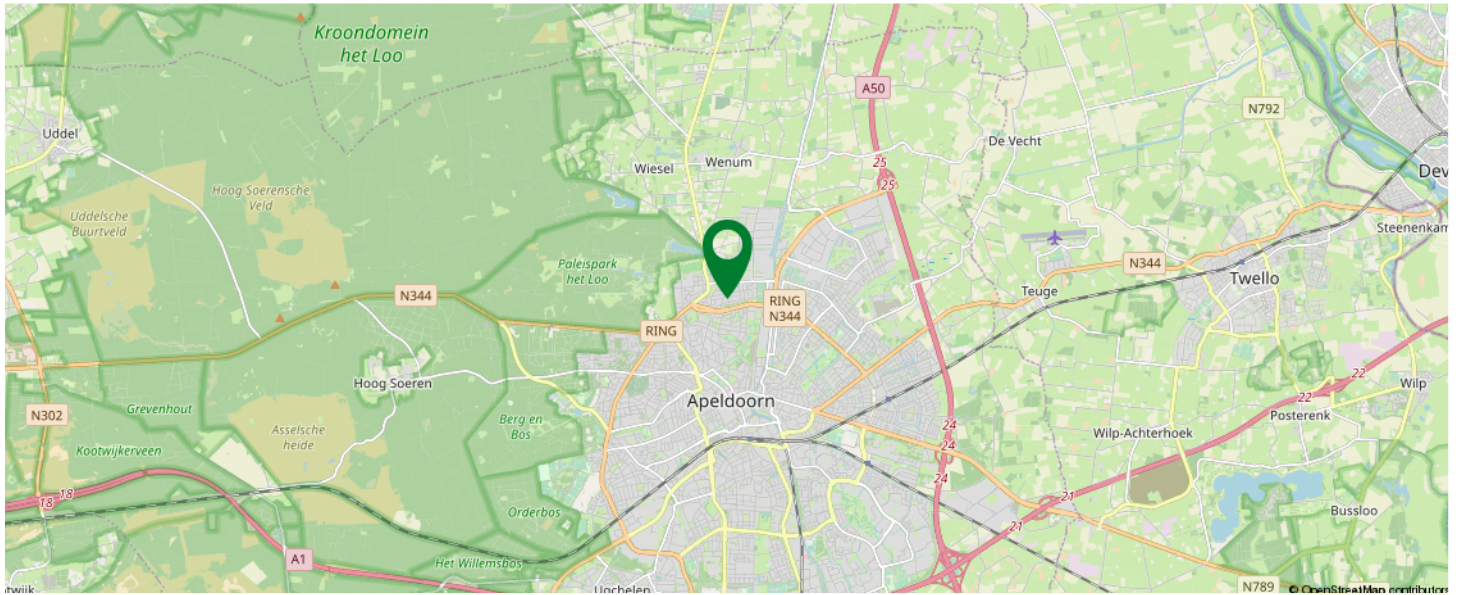 Kroondomein
het Loo
A50
N792
Uddel
De Vecht
25
Wiesel
Wenum
Dev
25
Hoog Soerensche
Veld
Uddelsche
Buurtveld
Steenenkam
Paleispark
het Loo
N344
Twello
Teuge
N344
RING
N344
RING
22
Hoog Soeren
Wilp
22
Apeldoorn
Grevenhout
N302
Berg en
Bos
Posterenk
24
Asselsche
heide
Wilp-Achterhoek
24
Kootwijkerveen
24
18
18
21
Orderbos
Bussloo
21
A1
Het Willemsbos
N789
twijk
Ugchelen
© OpenStreetMap contributors